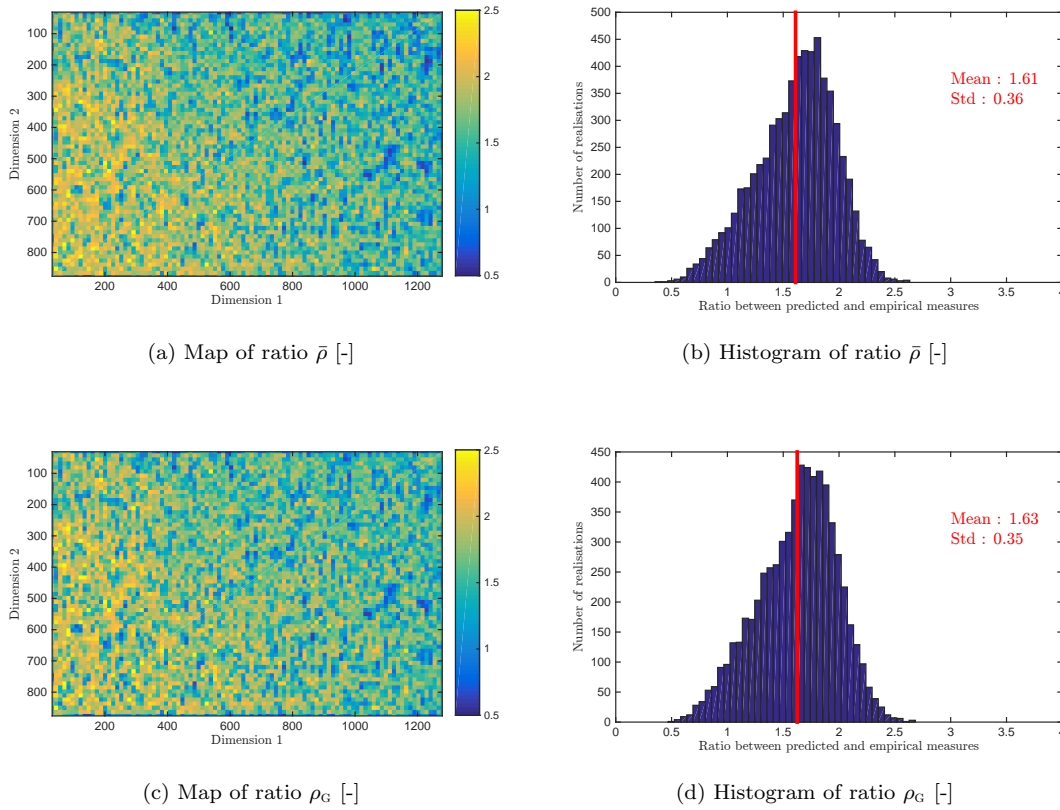 2.5
2
1.5
1
0.5
100
200
300
400
500
600
700
800
Dimension 2
200 400 600 800 1000 1200
Dimension 1
(a) Map of ratio ρ̄ [-]
500
450
400
350
300
250
200
150
100
50
0
Number of realisations
Mean : 1.61
Std : 0.36
0 0.5 1 1.5 2 2.5 3 3.5 4
Ratio between predicted and empirical measures
(b) Histogram of ratio ρ̄ [-]
2.5
2
1.5
1
0.5
100
200
300
400
500
600
700
800
Dimension 2
200 400 600 800 1000 1200
Dimension 1
(c) Map of ratio ρG [-]
450
400
350
300
250
200
150
100
50
0
Number of realisations
Mean : 1.63
Std : 0.35
0 0.5 1 1.5 2 2.5 3 3.5 4
Ratio between predicted and empirical measures
(d) Histogram of ratio ρG [-]